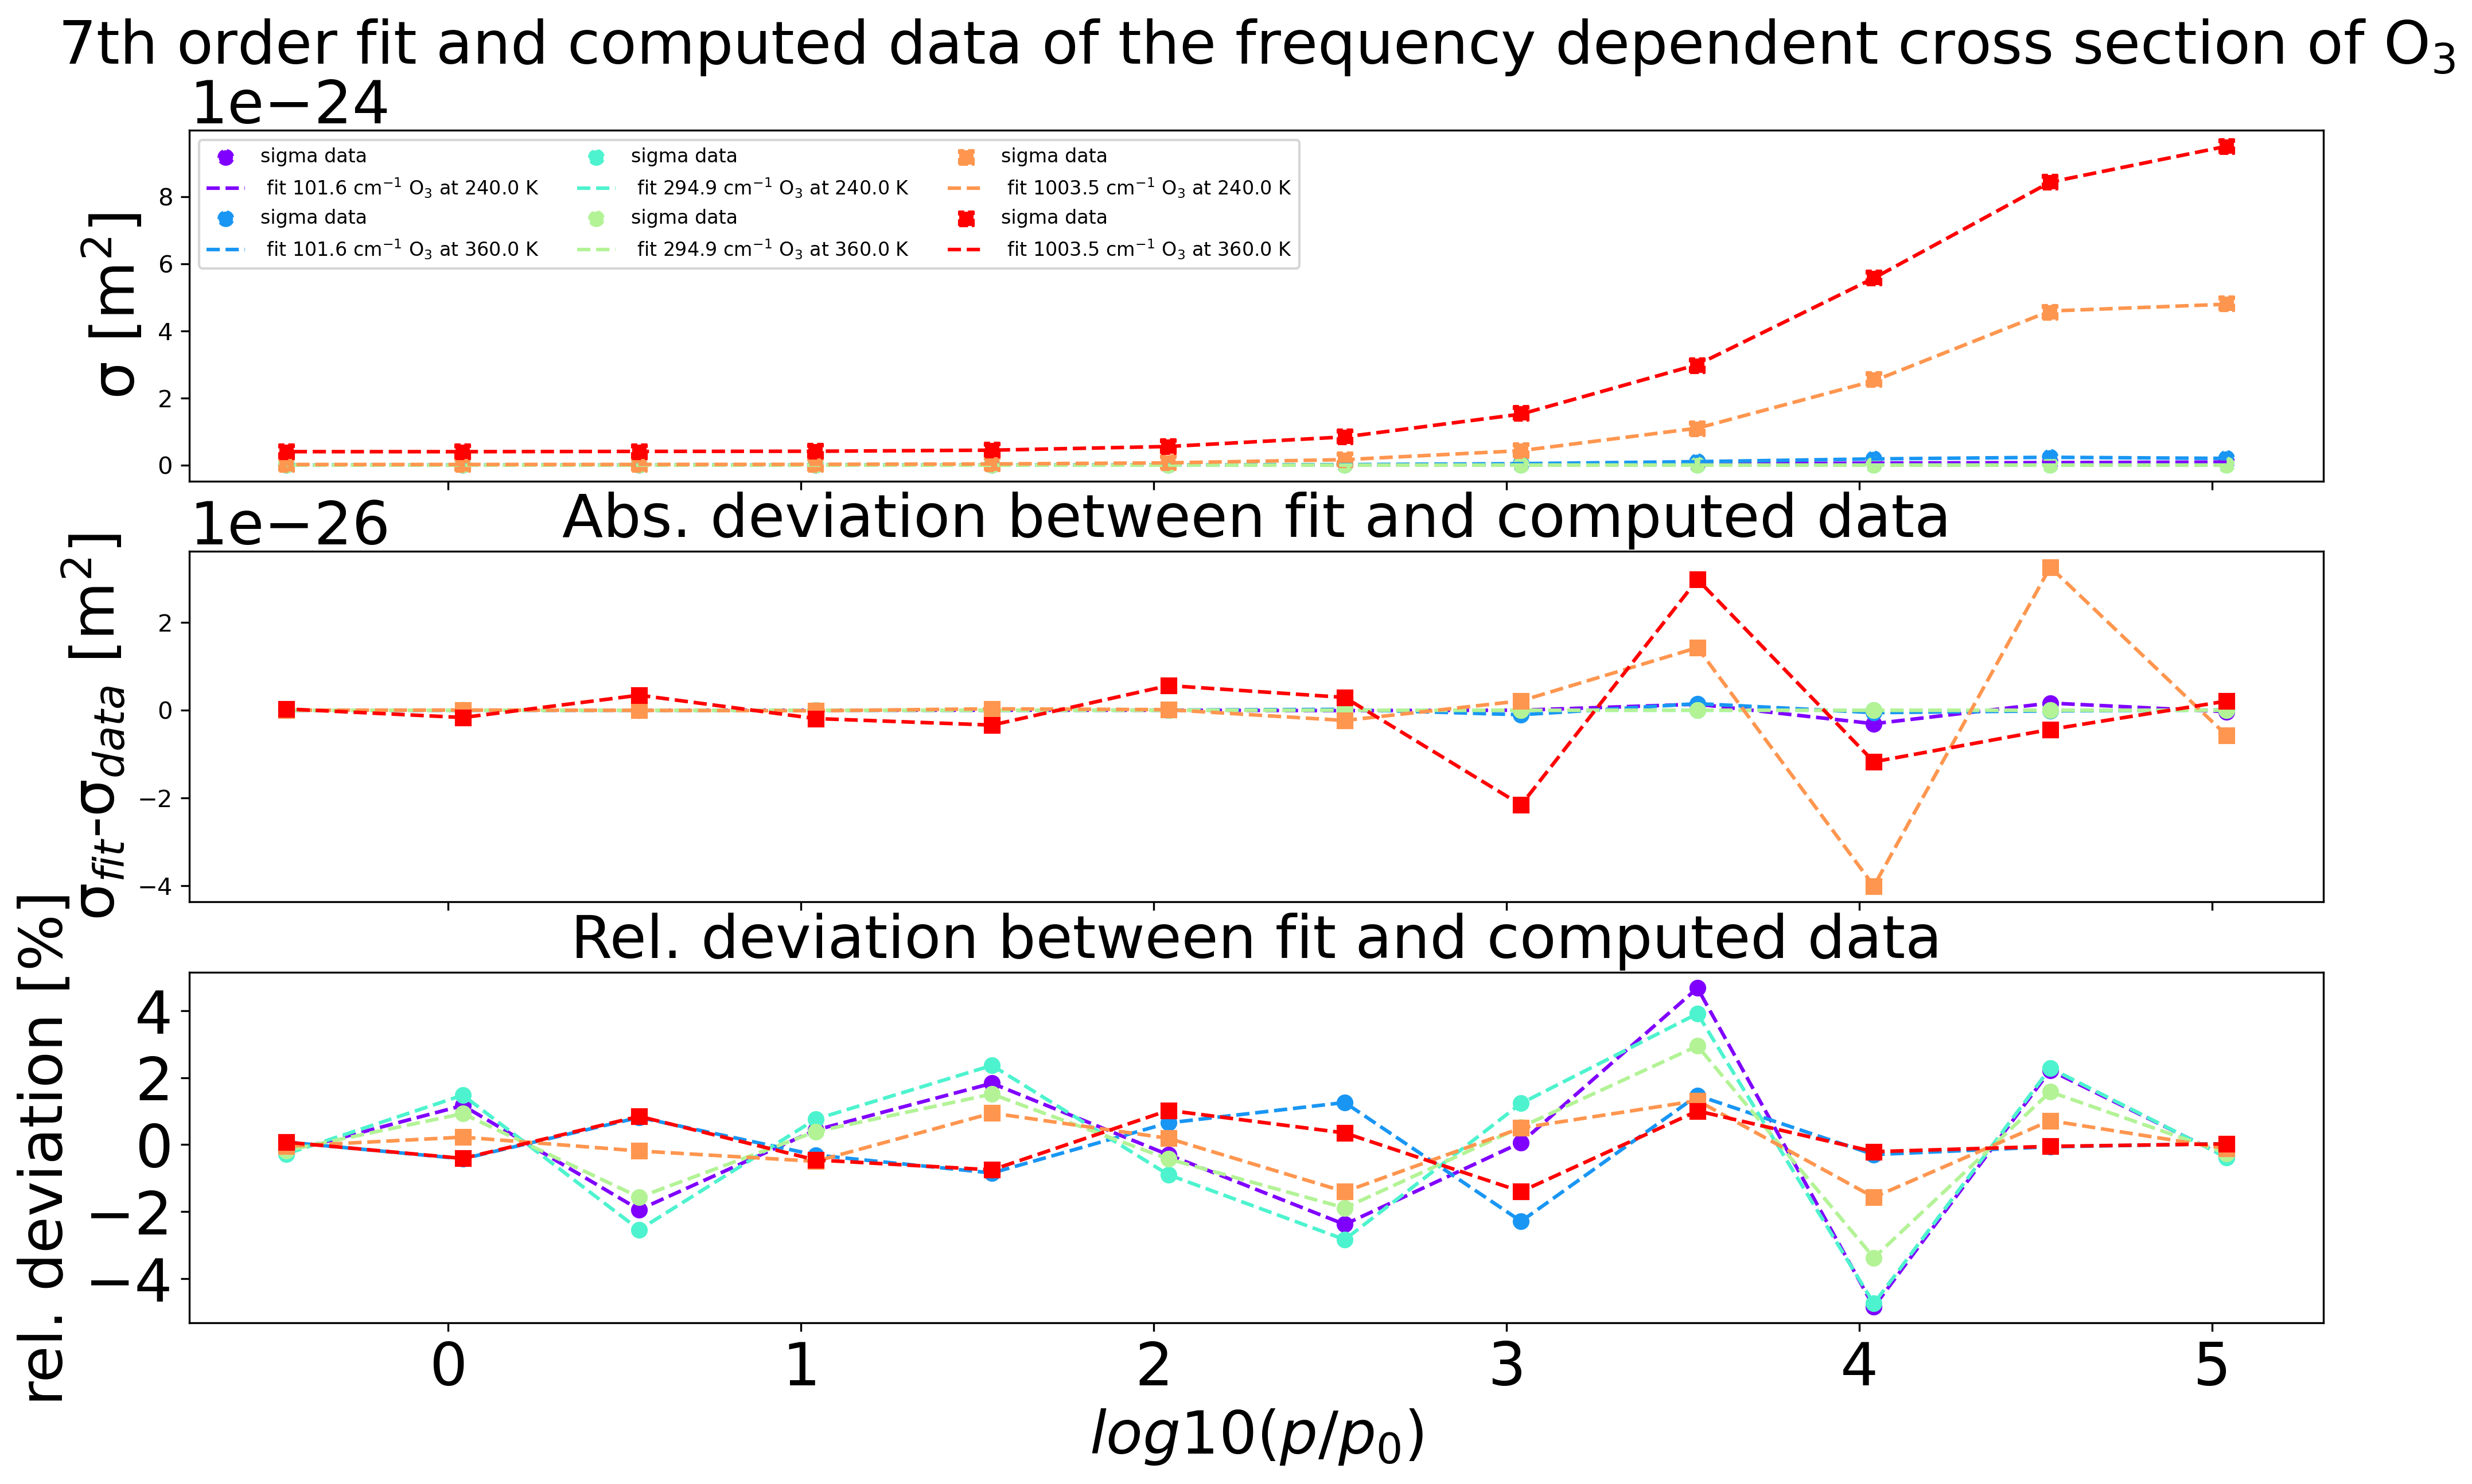 7th order fit and computed data of the frequency dependent cross section of O₃
1e−24
σ [m²]
8
6
4
2
0
sigma data
fit 101.6 cm⁻¹ O₃ at 240.0 K
sigma data
fit 101.6 cm⁻¹ O₃ at 360.0 K
sigma data
fit 294.9 cm⁻¹ O₃ at 240.0 K
sigma data
fit 294.9 cm⁻¹ O₃ at 360.0 K
sigma data
fit 1003.5 cm⁻¹ O₃ at 240.0 K
sigma data
fit 1003.5 cm⁻¹ O₃ at 360.0 K
Abs. deviation between fit and computed data
1e−26
σ_fit-σ_data [m²]
2
0
−2
−4
Rel. deviation between fit and computed data
rel. deviation [%]
4
2
0
−2
−4
0 1 2 3 4 5
log10(p/p₀)